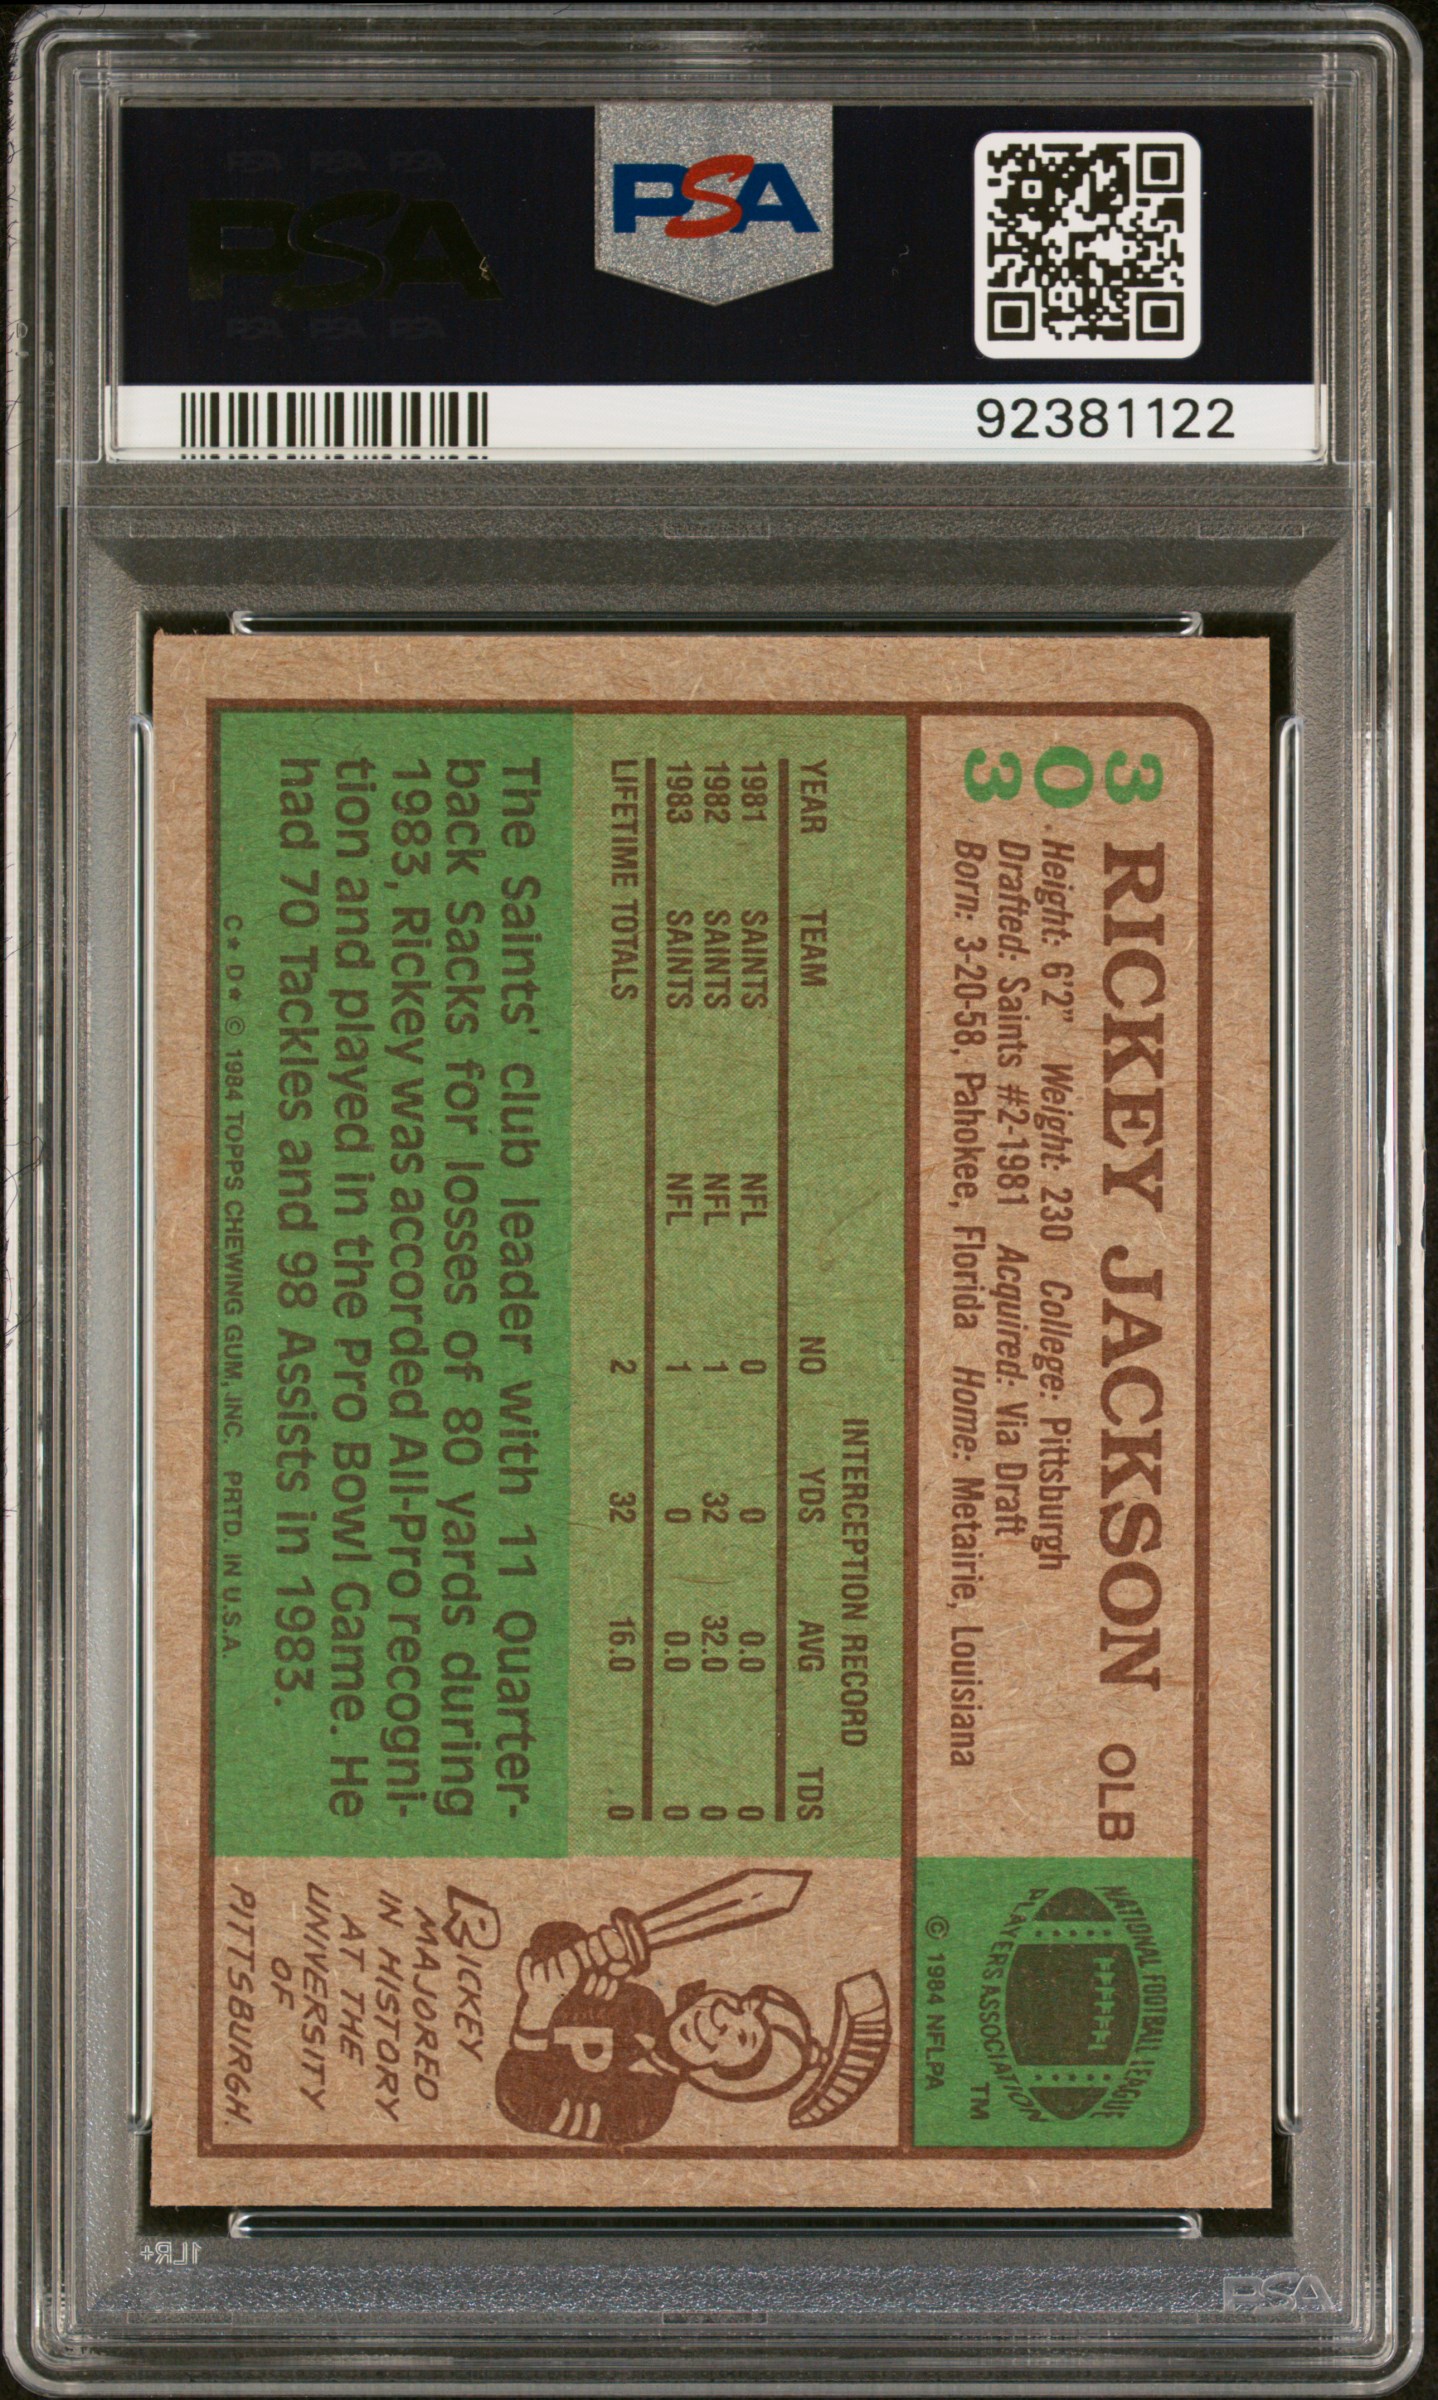 PSA PSA PSA
PSA
PSA PSA PSA
PSA
92381122
303
RICKEY JACKSON OLB
Height: 6'2" Weight: 230 College: Pittsburgh
Drafted: Saints #2-1981 Acquired: Via Draft
Born: 3-20-58, Pahokee, Florida Home: Metairie, Louisiana
NATIONAL FOOTBALL LEAGUE
PLAYERS ASSOCIATION
TM
© 1984 NFLPA
INTERCEPTION RECORD
YEAR TEAM NO YDS AVG TDS
1981 SAINTS NFL 0 0 0.0 0
1982 SAINTS NFL 1 32 32.0 0
1983 SAINTS NFL 1 0 0.0 0
LIFETIME TOTALS 2 32 16.0 0
The Saints' club leader with 11 Quarter-
back Sacks for losses of 80 yards during
1983, Rickey was accorded All-Pro recogni-
tion and played in the Pro Bowl Game. He
had 70 Tackles and 98 Assists in 1983.
C* D* © 1984 TOPPS CHEWING GUM, INC. PRTD. IN U.S.A.
P
RICKEY
MAJORED
IN HISTORY
AT THE
UNIVERSITY
OF
PITTSBURGH.
1LR+
PSA